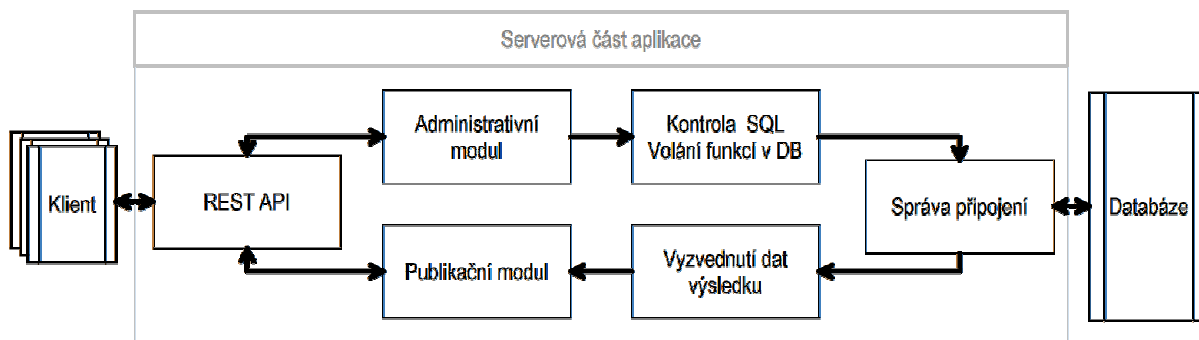 Serverová část aplikace
Administrativní
modul
Kontrola SQL
Volání funkcí v DB
Klient
REST API
Správa připojení
Databáze
Publikační modul
Vyzvednutí dat
výsledku